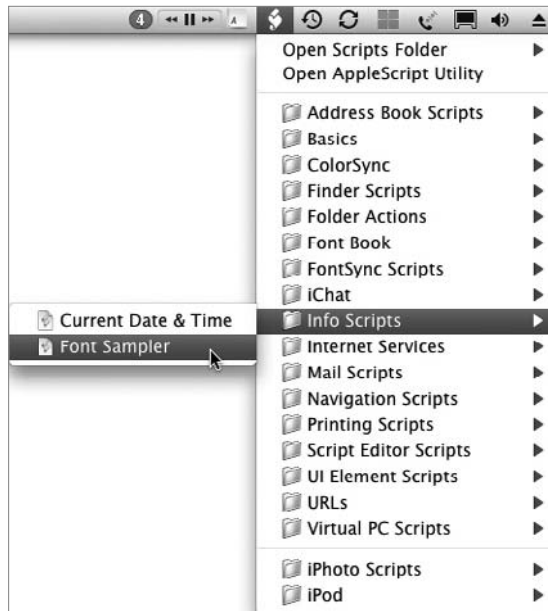 4
A
Open Scripts Folder
Open AppleScript Utility
Address Book Scripts
Basics
ColorSync
Finder Scripts
Folder Actions
Font Book
FontSync Scripts
iChat
Info Scripts
Current Date & Time
Font Sampler
Internet Services
Mail Scripts
Navigation Scripts
Printing Scripts
Script Editor Scripts
UI Element Scripts
URLs
Virtual PC Scripts
iPhoto Scripts
iPod